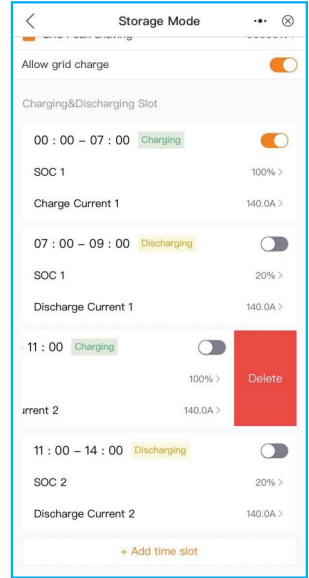 Storage Mode
Allow grid charge
Charging&Discharging Slot
00 : 00 – 07 : 00 Charging
SOC 1 100% >
Charge Current 1 140.0A >
07 : 00 – 09 : 00 Discharging
SOC 1 20% >
Discharge Current 1 140.0A >
11 : 00 Charging
100% > Delete
urrent 2 140.0A >
11 : 00 – 14 : 00 Discharging
SOC 2 20% >
Discharge Current 2 140.0A >
+ Add time slot